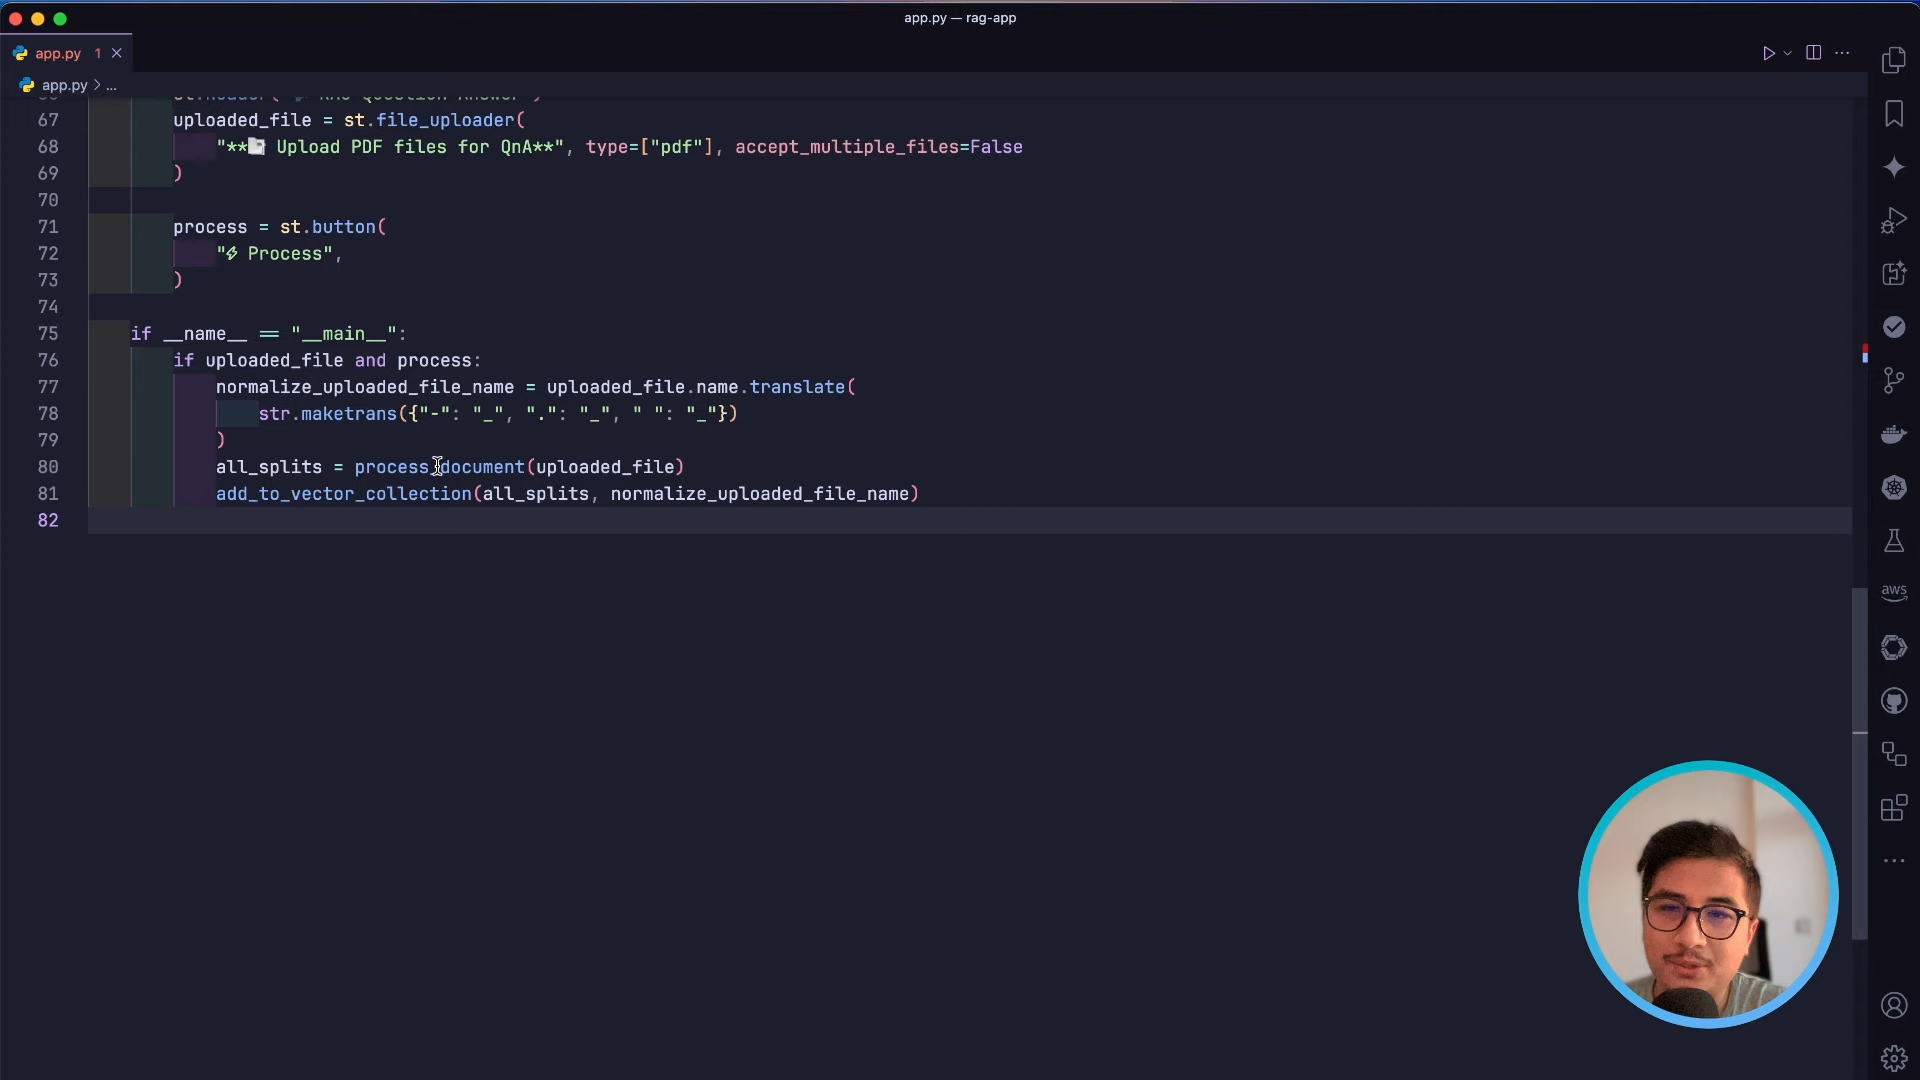 app.py — rag-app
app.py 1
app.py > ...
67 uploaded_file = st.file_uploader(
68 "**📁 Upload PDF files for QnA**", type=["pdf"], accept_multiple_files=False
69 )
70
71 process = st.button(
72 "⚡ Process",
73 )
74
75 if __name__ == "__main__":
76 if uploaded_file and process:
77 normalize_uploaded_file_name = uploaded_file.name.translate(
78 str.maketrans({"-": "_", ".": "_", " ": "_"})
79 )
80 all_splits = process_document(uploaded_file)
81 add_to_vector_collection(all_splits, normalize_uploaded_file_name)
82
aws